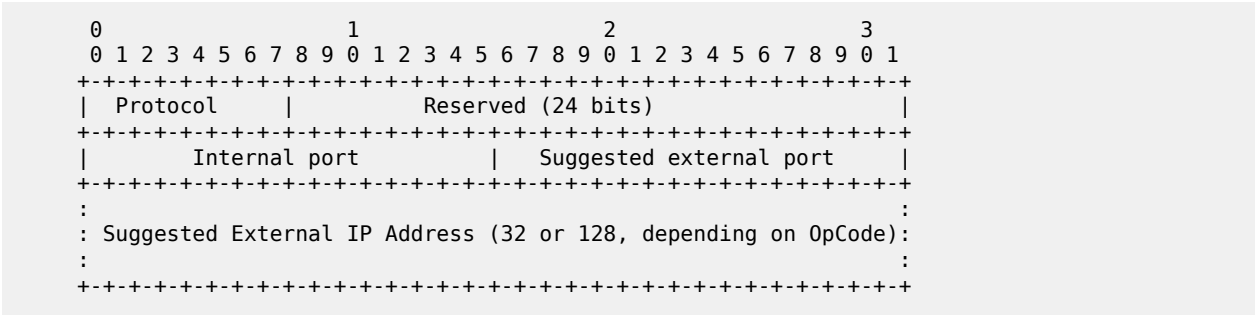 0                   1                   2                   3
 0 1 2 3 4 5 6 7 8 9 0 1 2 3 4 5 6 7 8 9 0 1 2 3 4 5 6 7 8 9 0 1
+-+-+-+-+-+-+-+-+-+-+-+-+-+-+-+-+-+-+-+-+-+-+-+-+-+-+-+-+-+-+-+-+
|  Protocol     |          Reserved (24 bits)                   |
+-+-+-+-+-+-+-+-+-+-+-+-+-+-+-+-+-+-+-+-+-+-+-+-+-+-+-+-+-+-+-+-+
|        Internal port          |   Suggested external port     |
+-+-+-+-+-+-+-+-+-+-+-+-+-+-+-+-+-+-+-+-+-+-+-+-+-+-+-+-+-+-+-+-+
:                                                               :
: Suggested External IP Address (32 or 128, depending on OpCode):
:                                                               :
+-+-+-+-+-+-+-+-+-+-+-+-+-+-+-+-+-+-+-+-+-+-+-+-+-+-+-+-+-+-+-+-+